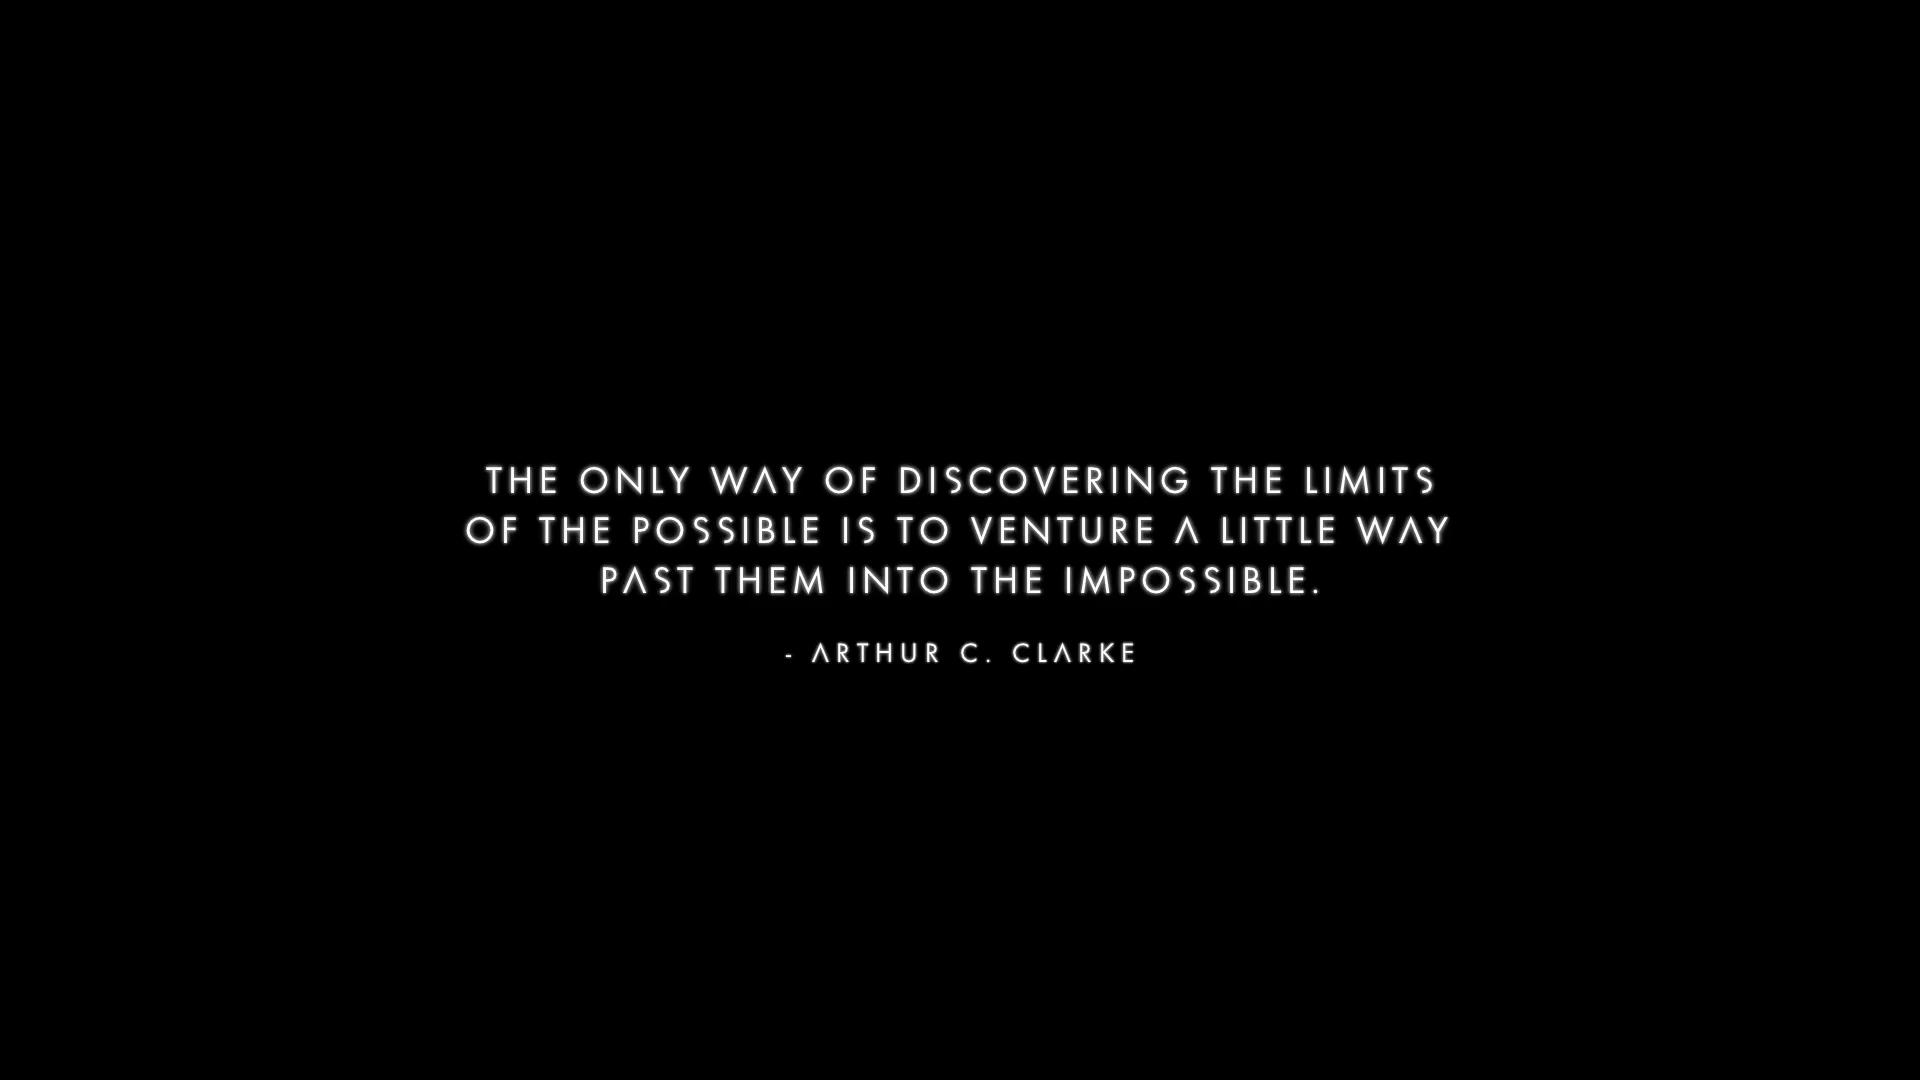 THE ONLY WAY OF DISCOVERING THE LIMITS
OF THE POSSIBLE IS TO VENTURE A LITTLE WAY
PAST THEM INTO THE IMPOSSIBLE.
- ARTHUR C. CLARKE